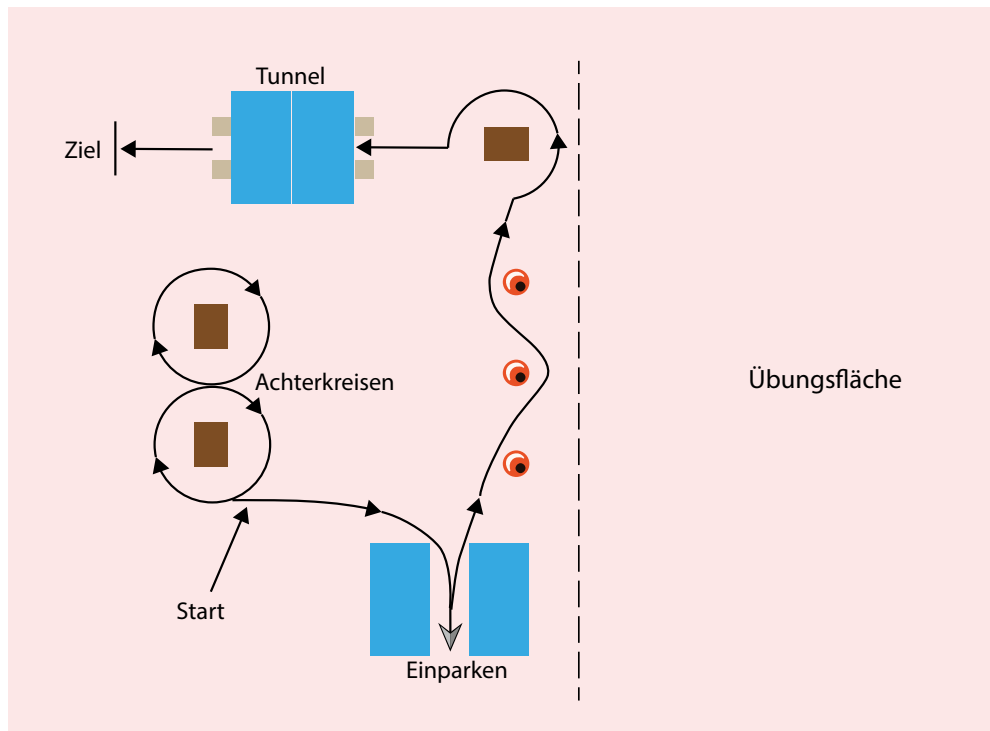 Tunnel
Ziel
Achterkreisen
Übungsfläche
Start
Einparken